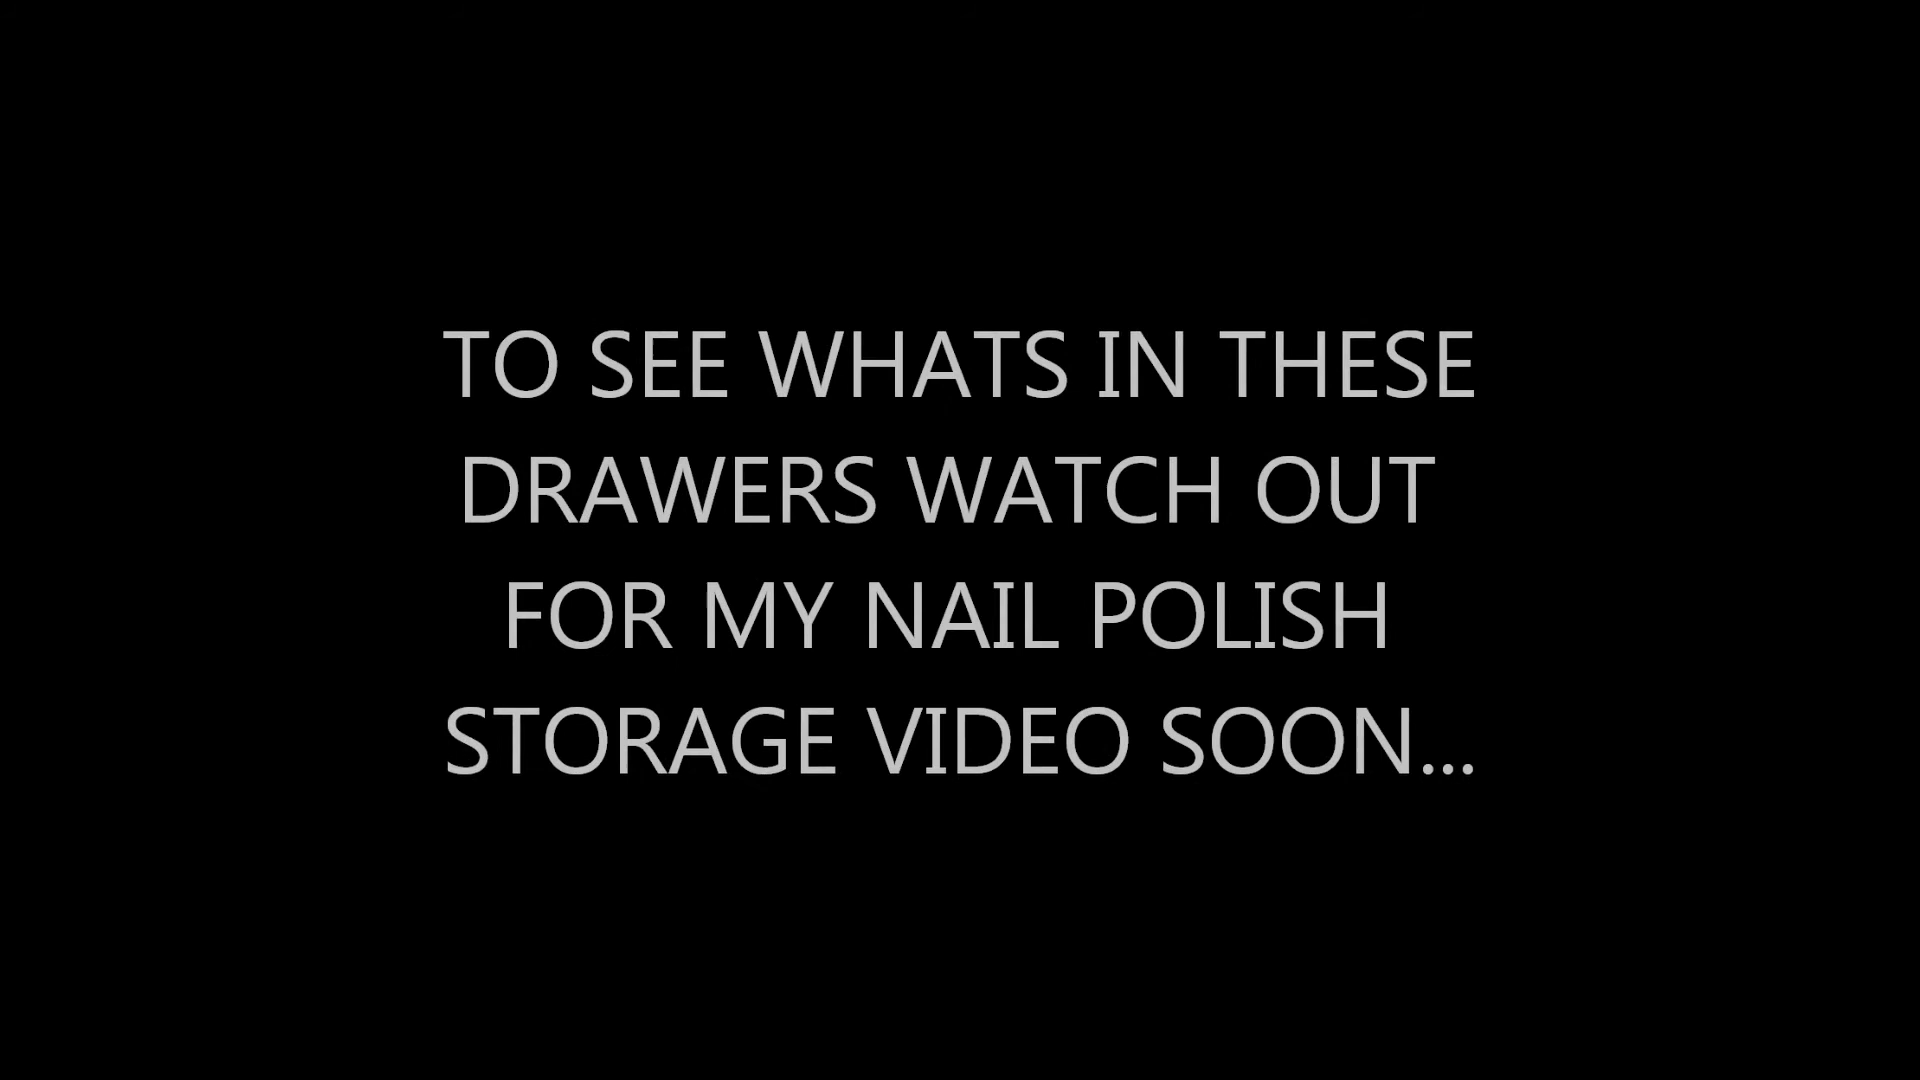 TO SEE WHATS IN THESE
DRAWERS WATCH OUT
FOR MY NAIL POLISH
STORAGE VIDEO SOON...